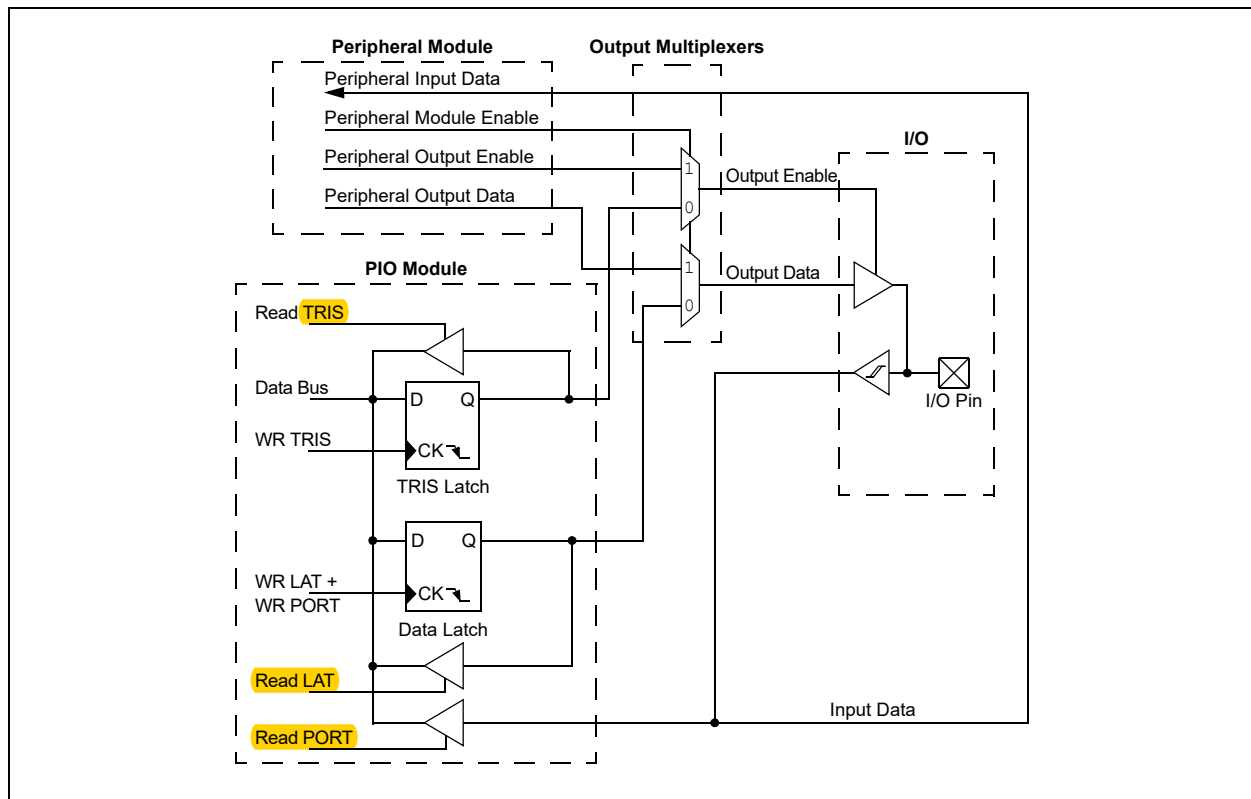 Peripheral Module
Output Multiplexers
Peripheral Input Data
Peripheral Module Enable
Peripheral Output Enable
Peripheral Output Data
1
0
Output Enable
1
0
Output Data
I/O
I/O Pin
PIO Module
Read TRIS
Data Bus
D Q
WR TRIS
CK
TRIS Latch
D Q
WR LAT +
WR PORT
CK
Data Latch
Read LAT
Read PORT
Input Data